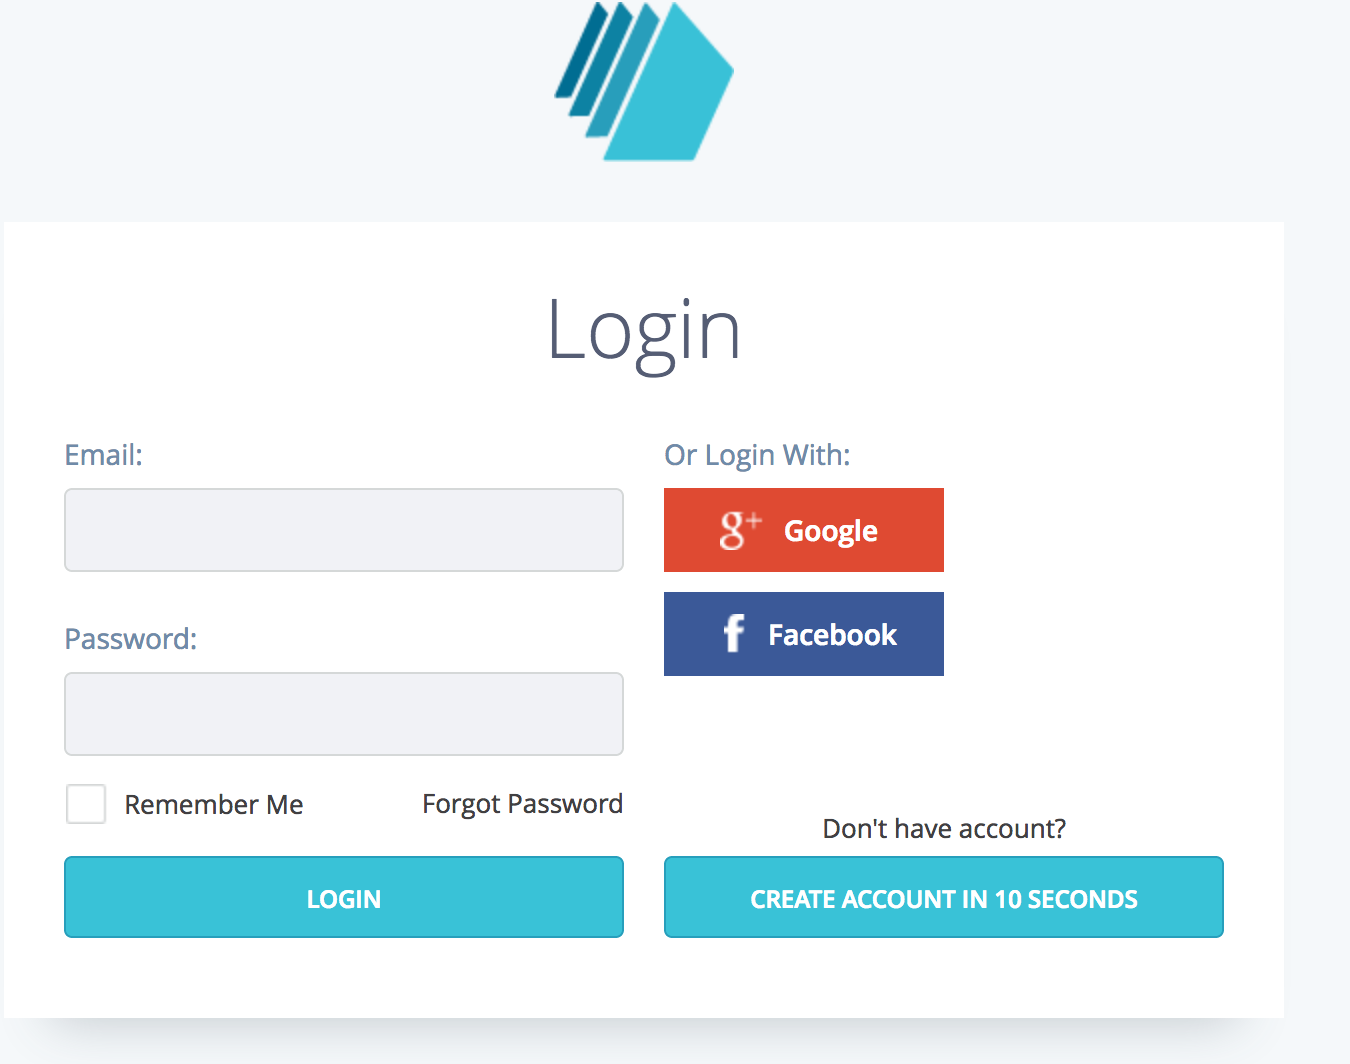 Login
Email:
Password:
Remember Me
Forgot Password
LOGIN
Or Login With:
g+ Google
f Facebook
Don't have account?
CREATE ACCOUNT IN 10 SECONDS